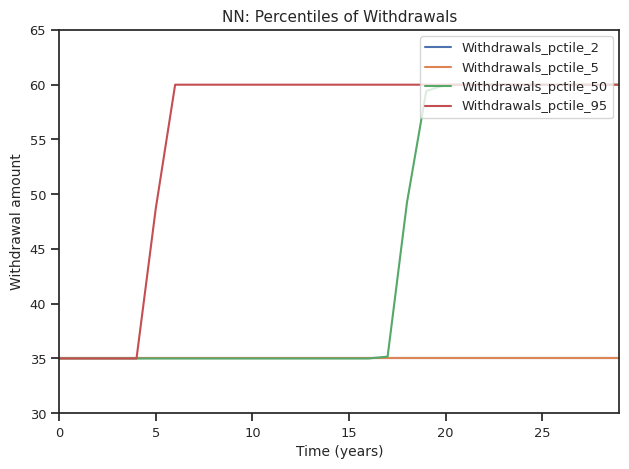 NN: Percentiles of Withdrawals
Withdrawal amount
65
60
55
50
45
40
35
30
Withdrawals_pctile_2
Withdrawals_pctile_5
Withdrawals_pctile_50
Withdrawals_pctile_95
0
5
10
15
20
25
Time (years)